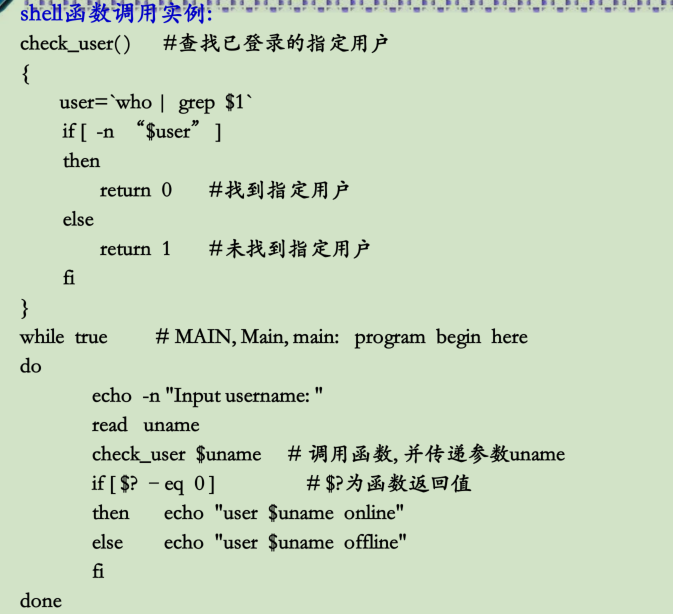 shell函数调用实例:
check_user() #查找已登录的指定用户
{
user=`who | grep $1`
if [ -n “$user” ]
then
return 0 #找到指定用户
else
return 1 #未找到指定用户
fi
}
while true # MAIN, Main, main: program begin here
do
echo -n "Input username: "
read uname
check_user $uname # 调用函数, 并传递参数uname
if [ $? –eq 0 ] # $?为函数返回值
then echo "user $uname online"
else echo "user $uname offline"
fi
done